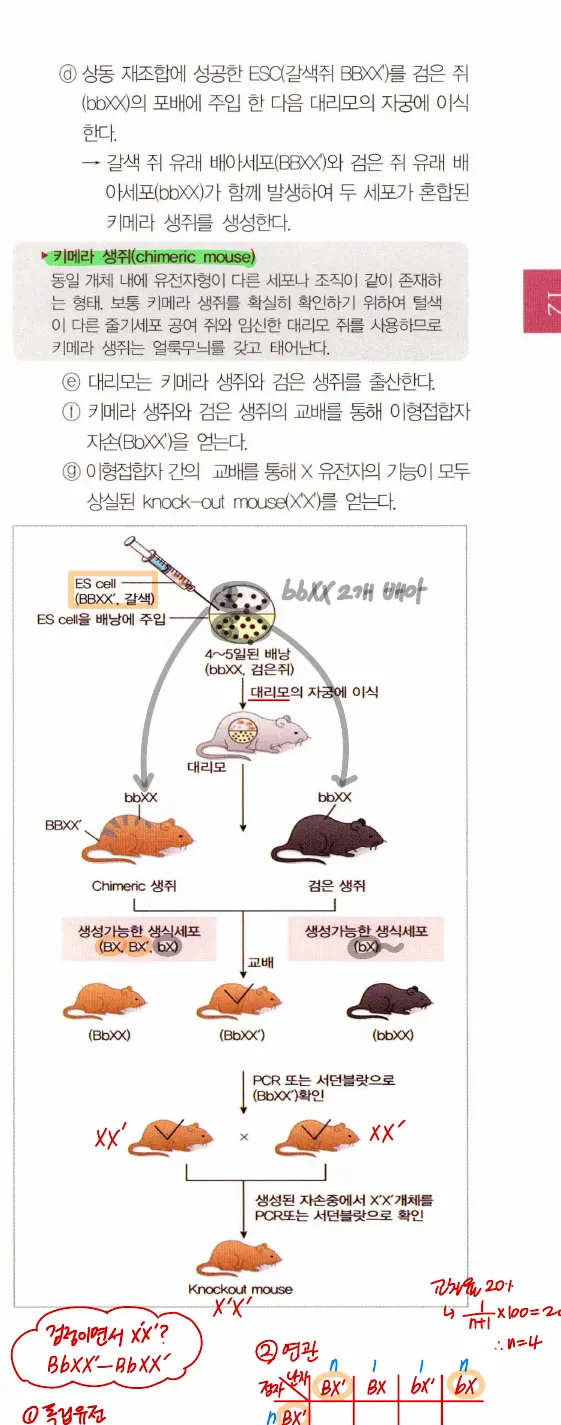 ⓓ 상동 재조합에 성공한 ESC(갈색쥐 BBXX′)를 검은 쥐
(bbXX)의 포배에 주입 한 다음 대리모의 자궁에 이식
한다.
→ 갈색 쥐 유래 배아세포(BBXX′)와 검은 쥐 유래 배
아세포(bbXX)가 함께 발생하여 두 세포가 혼합된
키메라 생쥐를 생성한다.
▶ 키메라 생쥐(chimeric mouse)
동일 개체 내에 유전자형이 다른 세포나 조직이 같이 존재하
는 형태. 보통 키메라 생쥐를 확실히 확인하기 위하여 털색
이 다른 줄기세포 공여 쥐와 임신한 대리모 쥐를 사용하므로
키메라 생쥐는 얼룩무늬를 갖고 태어난다.
12
ⓔ 대리모는 키메라 생쥐와 검은 생쥐를 출산한다.
ⓕ 키메라 생쥐와 검은 생쥐의 교배를 통해 이형접합자
자손(BbXX′)을 얻는다.
ⓖ 이형접합자 간의 교배를 통해 X 유전자의 기능이 모두
상실된 knock-out mouse(X′X′)를 얻는다.
ES cell
(BBXX′, 갈색)
bbXX 2개 배아
ES cell을 배낭에 주입
4~5일된 배낭
(bbXX, 검은쥐)
대리모의 자궁에 이식
대리모
bbXX
bbXX
BBXX′
Chimeric 생쥐
검은 생쥐
생성가능한 생식세포
(BX, BX′, bX)
생성가능한 생식세포
(bX)
교배
(BbXX)
(BbXX′)
(bbXX)
PCR 또는 서던블랏으로
(BbXX′)확인
XX′
×
XX′
생성된 자손중에서 X′X′개체를
PCR또는 서던블랏으로 확인
Knockout mouse
X′X′
교차율 20%
↳ 1/n+1 ×100=20
∴n=4
검정이면서 X′X′?
BbXX′-BbXX′
② 연관
n 1 1 n
정자 난자 BX′ BX bX′ bX
① 독립유전
n BX′